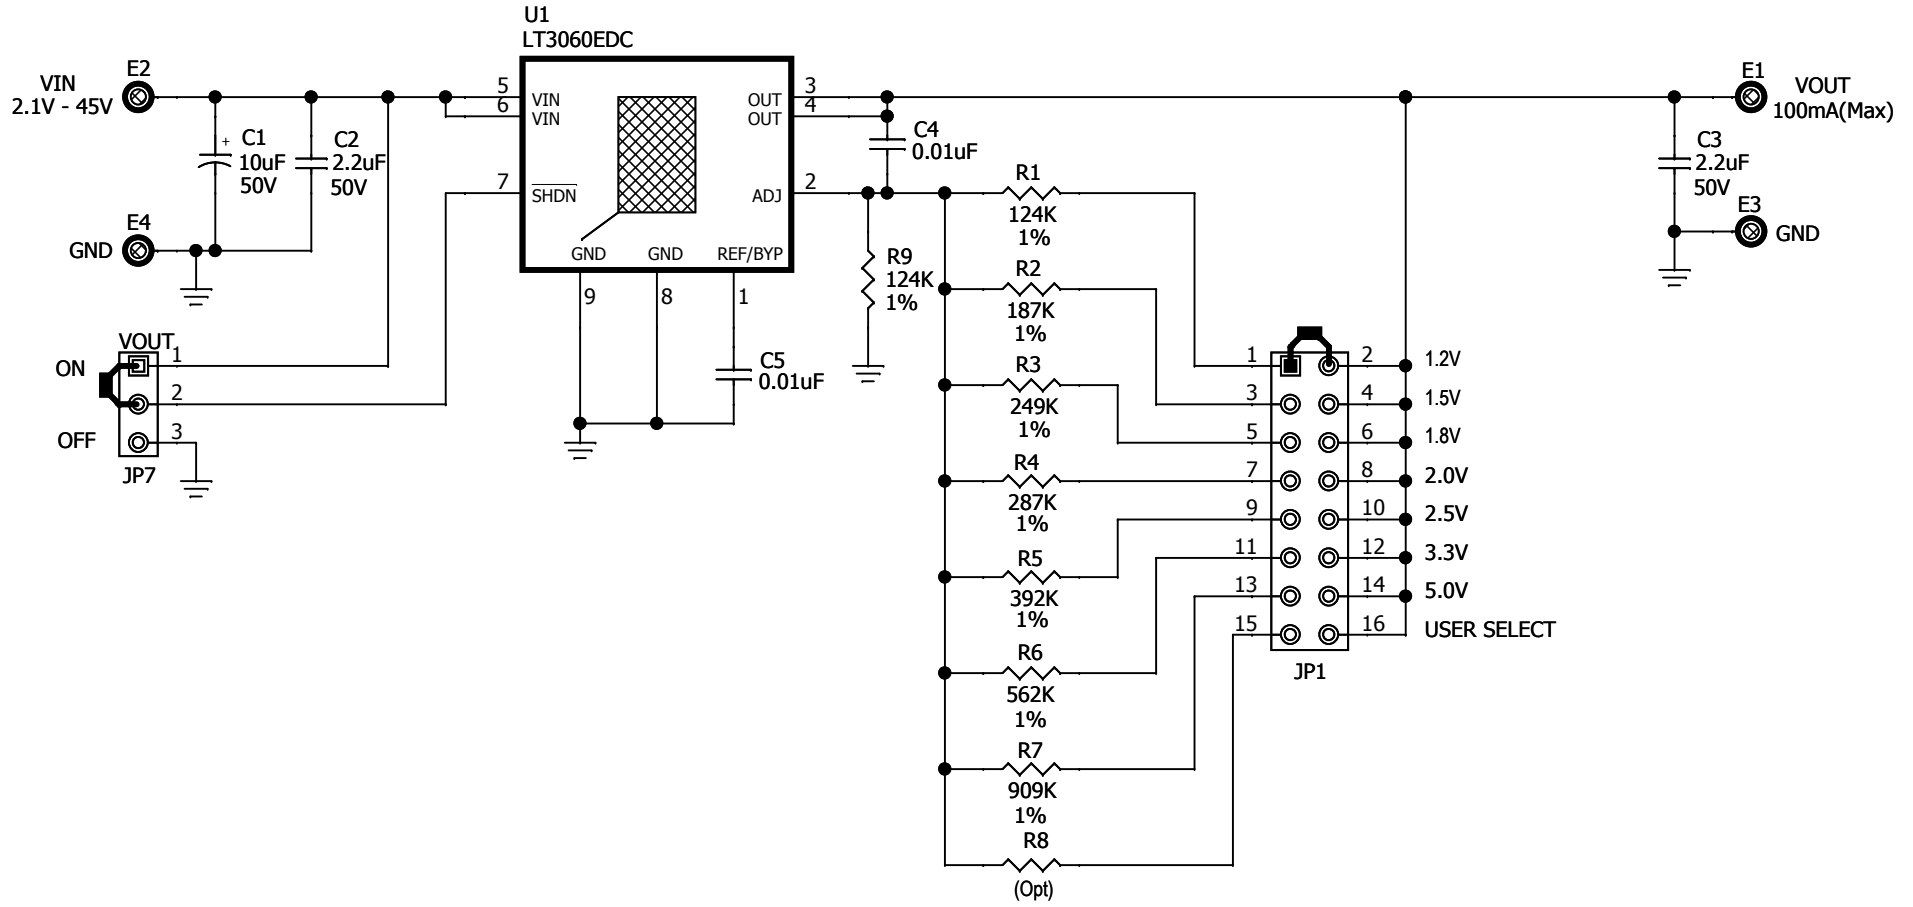 U1
LT3060EDC
VIN
2.1V - 45V
E2
5
6
VIN
VIN
OUT
OUT
3
4
E1
VOUT
100mA(Max)
+
C1
10uF
50V
C2
2.2uF
50V
C4
0.01uF
C3
2.2uF
50V
7
SHDN
ADJ
2
R1
124K
1%
GND
E4
E3
GND
GND
GND
REF/BYP
9
8
1
R9
124K
1%
R2
187K
1%
VOUT
ON
1
2
OFF
3
JP7
C5
0.01uF
R3
249K
1%
R4
287K
1%
R5
392K
1%
R6
562K
1%
R7
909K
1%
R8
(Opt)
1
2
1.2V
3
4
1.5V
5
6
1.8V
7
8
2.0V
9
10
2.5V
11
12
3.3V
13
14
5.0V
15
16
USER SELECT
JP1